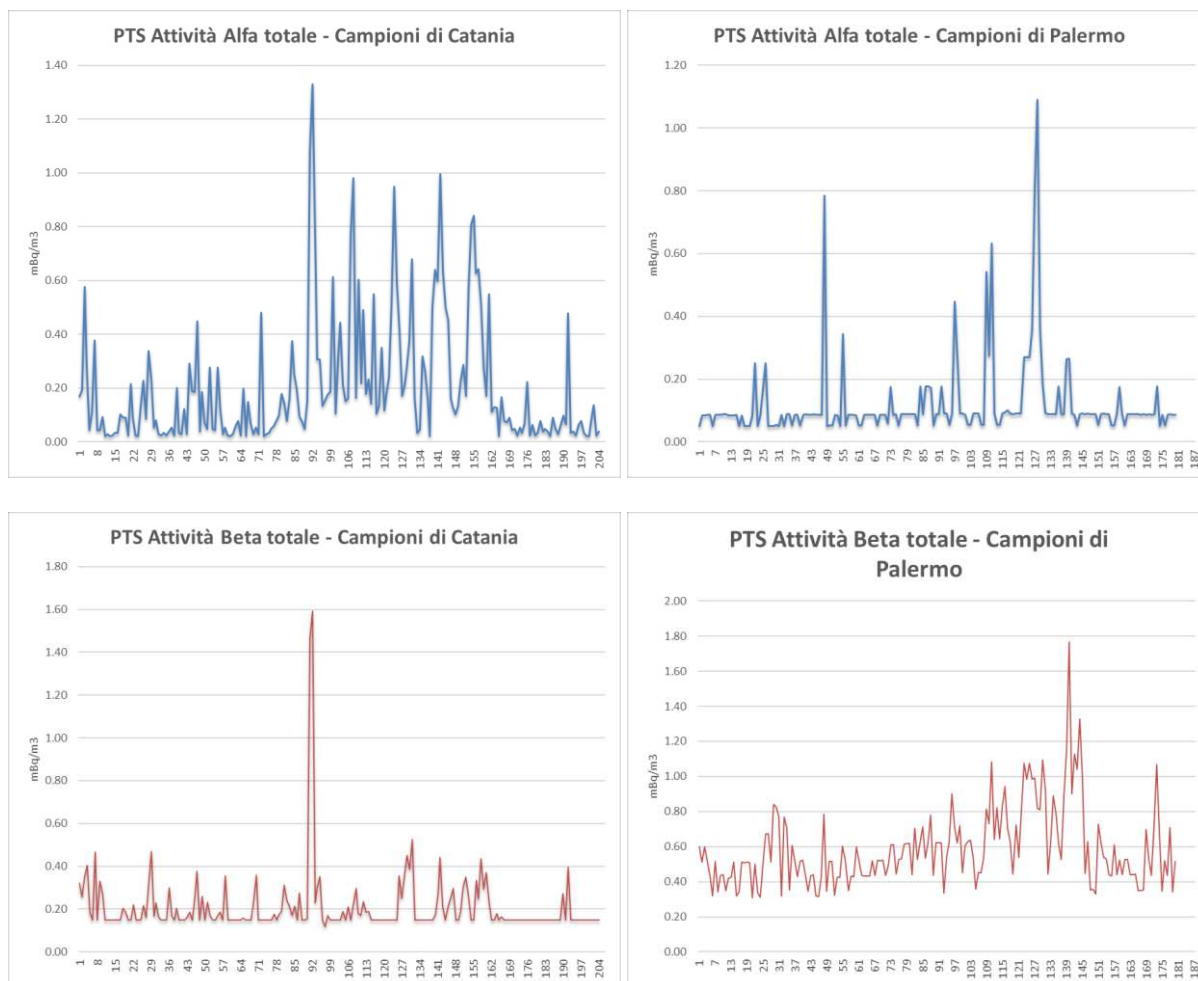 PTS Attività Alfa totale - Campioni di Catania
1.40
1.20
1.00
0.80
0.60
0.40
0.20
0.00
mBq/m3
1 8 15 22 29 36 43 50 57 64 71 78 85 92 99 106 113 120 127 134 141 148 155 162 169 176 183 190 197 204
PTS Attività Alfa totale - Campioni di Palermo
1.20
1.00
0.80
0.60
0.40
0.20
0.00
mBq/m3
1 7 13 19 25 31 37 43 49 55 61 67 73 79 85 91 97 103 109 115 121 127 133 139 145 151 157 163 169 175 181 187
PTS Attività Beta totale - Campioni di Catania
1.80
1.60
1.40
1.20
1.00
0.80
0.60
0.40
0.20
0.00
mBq/m3
1 8 15 22 29 36 43 50 57 64 71 78 85 92 99 106 113 120 127 134 141 148 155 162 169 176 183 190 197 204
PTS Attività Beta totale - Campioni di
Palermo
2.00
1.80
1.60
1.40
1.20
1.00
0.80
0.60
0.40
0.20
0.00
mBq/m3
1 7 13 19 25 31 37 43 49 55 61 67 73 79 85 91 97 103 109 115 121 127 133 139 145 151 157 163 169 175 181 187